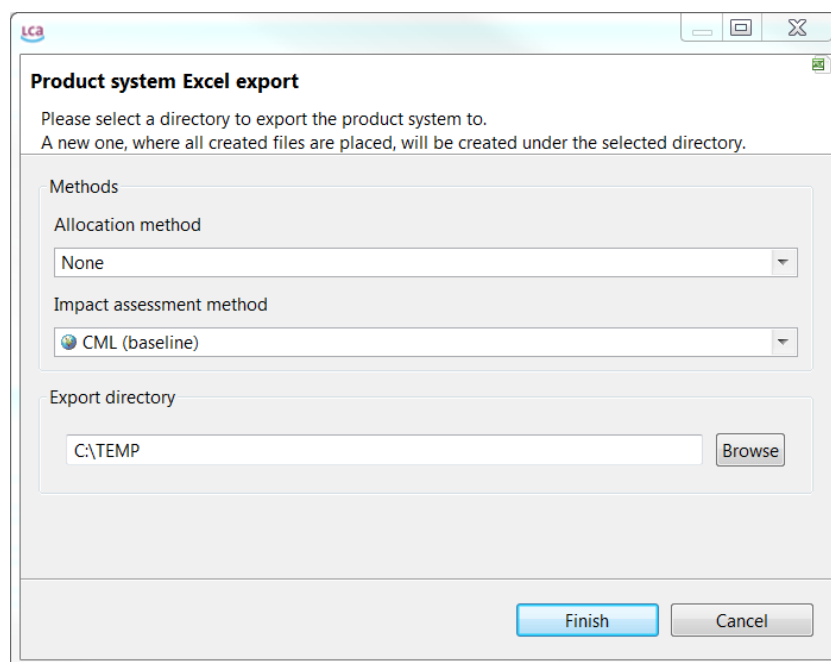 LCA
Product system Excel export
Please select a directory to export the product system to.
A new one, where all created files are placed, will be created under the selected directory.
Methods
Allocation method
None
Impact assessment method
CML (baseline)
Export directory
C:\TEMP
Browse
Finish
Cancel